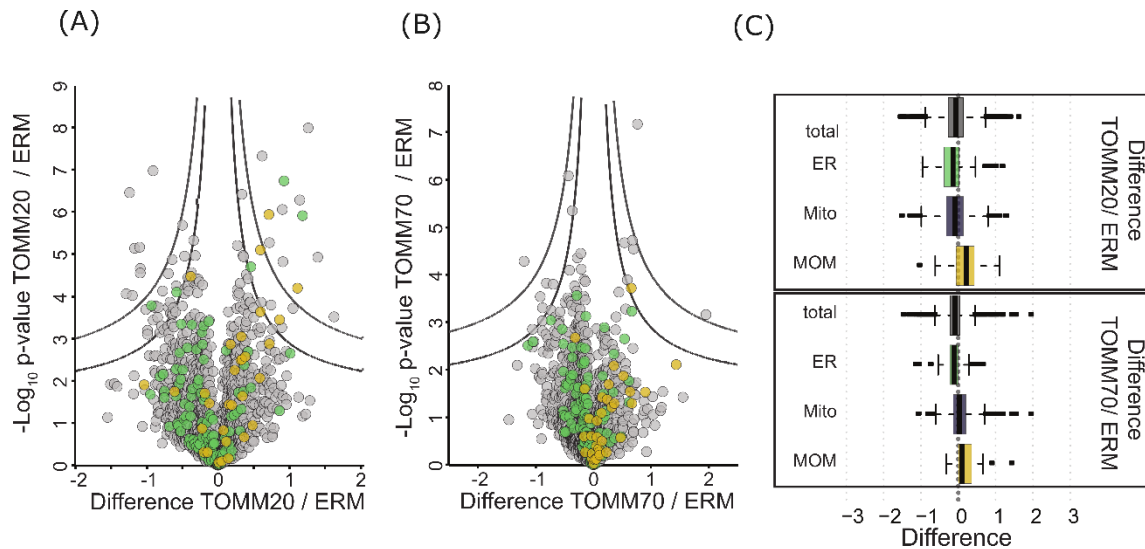 (A)
(B)
(C)
-Log10 p-value TOMM20 / ERM
9
8
7
6
5
4
3
2
1
0
-2
-1
0
1
2
Difference TOMM20 / ERM
-Log10 p-value TOMM70 / ERM
8
7
6
5
4
3
2
1
0
-2
-1
0
1
2
Difference TOMM70 / ERM
total
ER
Mito
MOM
Difference
TOMM20/ ERM
total
ER
Mito
MOM
Difference
TOMM70/ ERM
−3
−2
−1
0
1
2
3
Difference